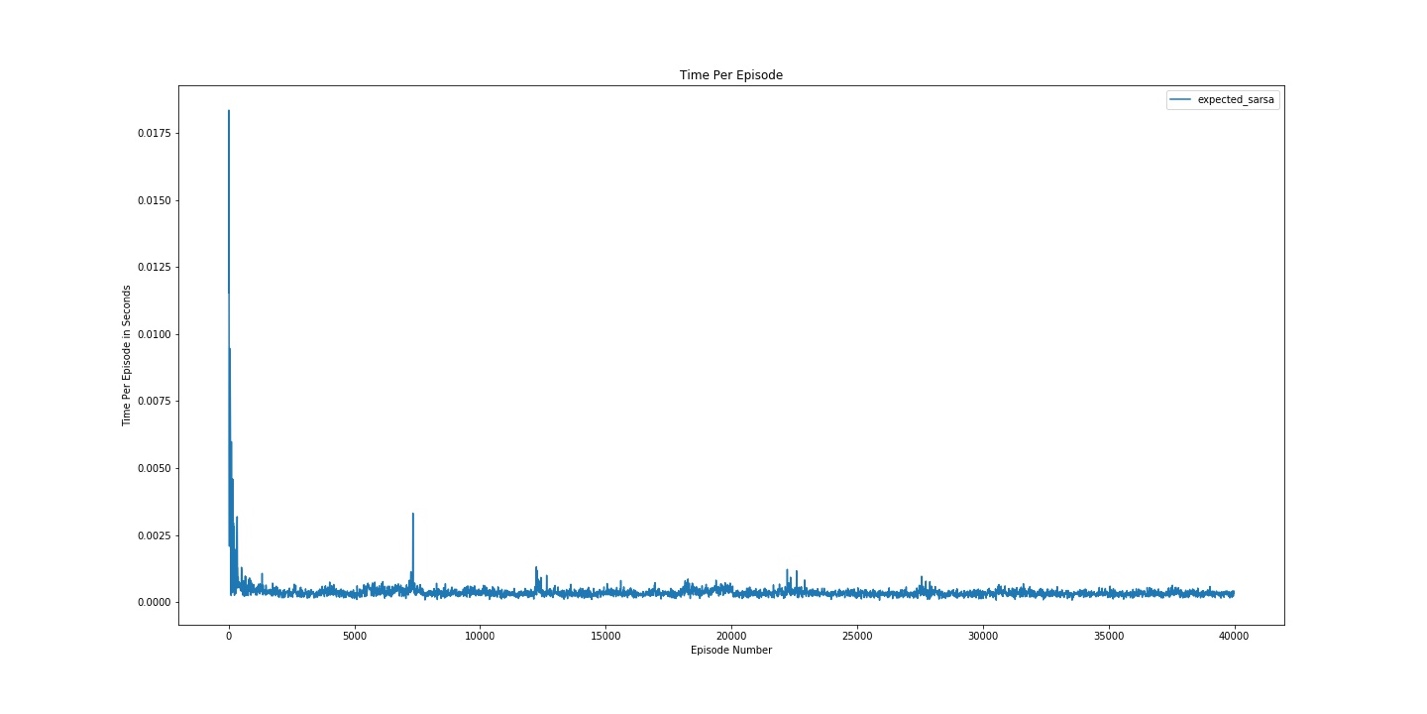 Time Per Episode
expected_sarsa
0.0175
0.0150
0.0125
0.0100
0.0075
0.0050
0.0025
0.0000
Time Per Episode in Seconds
0 5000 10000 15000 20000 25000 30000 35000 40000
Episode Number